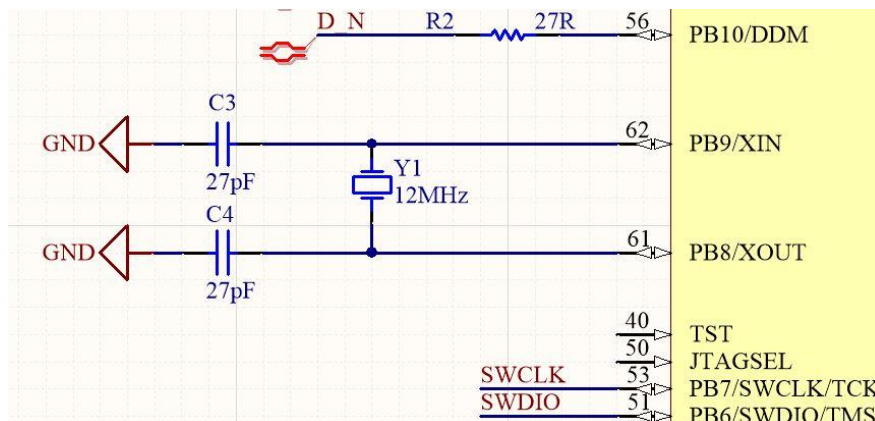 D_N R2 27R 56 PB10/DDM
C3
GND 62 PB9/XIN
27pF
Y1
12MHz
C4
GND 61 PB8/XOUT
27pF
40 TST
50 JTAGSEL
SWCLK 53 PB7/SWCLK/TCK
SWDIO 51 PB6/SWDIO/TMS